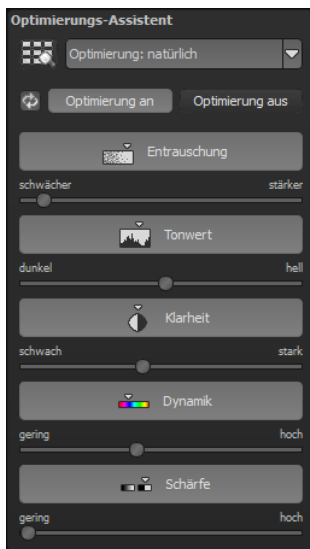 Optimierungs-Assistent
Optimierung: natürlich
Optimierung an Optimierung aus
Entrauschung
schwächer stärker
Tonwert
dunkel hell
Klarheit
schwach stark
Dynamik
gering hoch
Schärfe
gering hoch